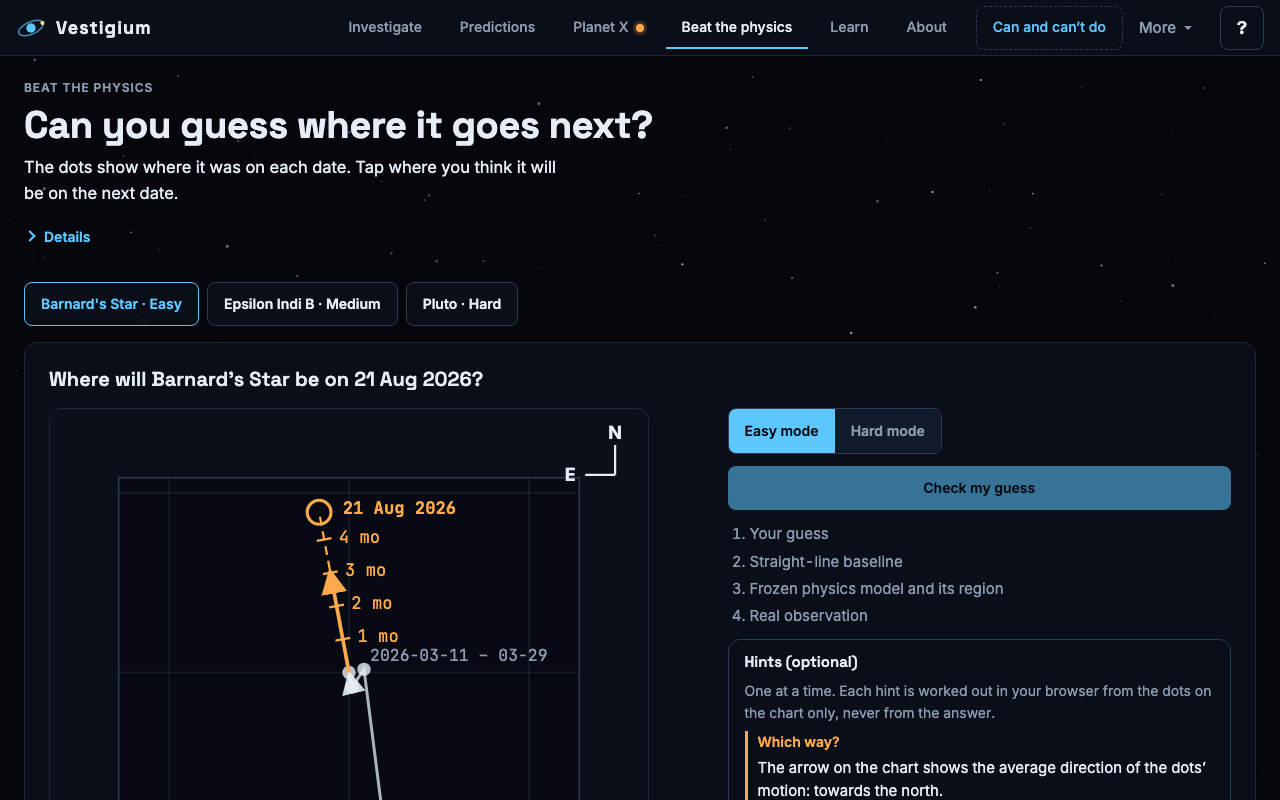 Vestigium
Investigate
Predictions
Planet X
Beat the physics
Learn
About
Can and can't do
More
?
BEAT THE PHYSICS
Can you guess where it goes next?
The dots show where it was on each date. Tap where you think it will
be on the next date.
Details
Barnard's Star · Easy
Epsilon Indi B · Medium
Pluto · Hard
Where will Barnard's Star be on 21 Aug 2026?
N
E
21 Aug 2026
4 mo
3 mo
2 mo
1 mo
2026-03-11 – 03-29
Easy mode
Hard mode
Check my guess
1. Your guess
2. Straight-line baseline
3. Frozen physics model and its region
4. Real observation
Hints (optional)
One at a time. Each hint is worked out in your browser from the dots on
the chart only, never from the answer.
Which way?
The arrow on the chart shows the average direction of the dots'
motion: towards the north.